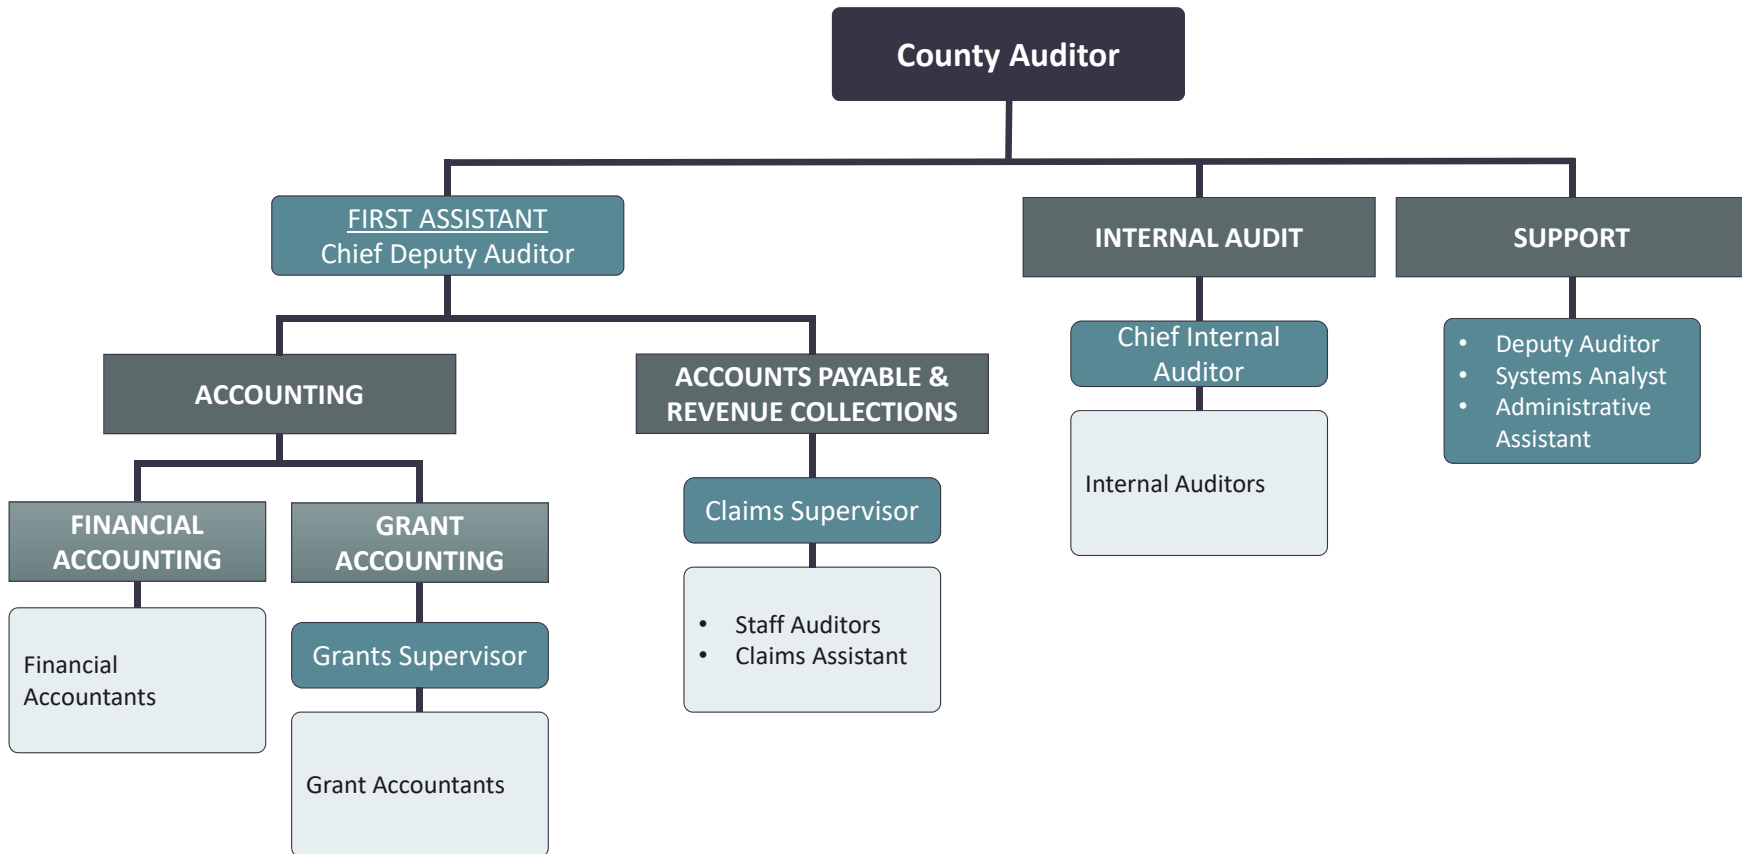 County Auditor
FIRST ASSISTANT
Chief Deputy Auditor
INTERNAL AUDIT
SUPPORT
ACCOUNTING
ACCOUNTS PAYABLE &
REVENUE COLLECTIONS
Chief Internal
Auditor
• Deputy Auditor
• Systems Analyst
• Administrative
Assistant
Internal Auditors
FINANCIAL
ACCOUNTING
GRANT
ACCOUNTING
Claims Supervisor
Financial
Accountants
Grants Supervisor
• Staff Auditors
• Claims Assistant
Grant Accountants